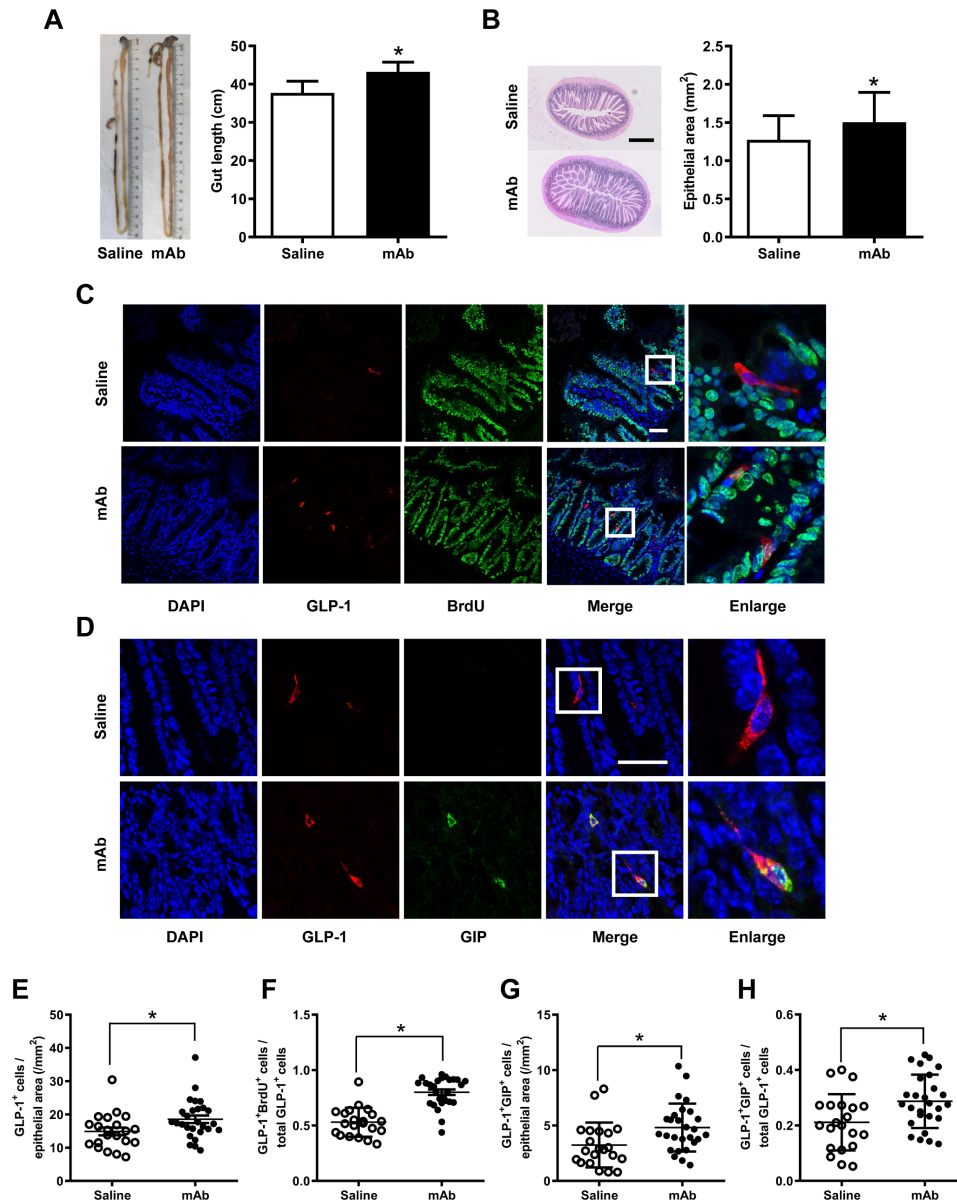 A
Gut length (cm)
50
40
30
20
10
0
*
Saline
mAb
Saline mAb
B
Saline
mAb
Epithelial area (mm²)
2.5
2.0
1.5
1.0
0.5
0.0
*
Saline
mAb
C
Saline
mAb
DAPI
GLP-1
BrdU
Merge
Enlarge
D
Saline
mAb
DAPI
GLP-1
GIP
Merge
Enlarge
E
GLP-1⁺ cells /
epithelial area (/mm²)
50
40
30
20
10
0
*
Saline
mAb
F
GLP-1⁺BrdU⁺ cells /
total GLP-1⁺ cells
1.5
1.0
0.5
0.0
*
Saline
mAb
G
GLP-1⁺GIP⁺ cells /
epithelial area (/mm²)
15
10
5
0
*
Saline
mAb
H
GLP-1⁺GIP⁺ cells /
total GLP-1⁺ cells
0.6
0.4
0.2
0.0
*
Saline
mAb